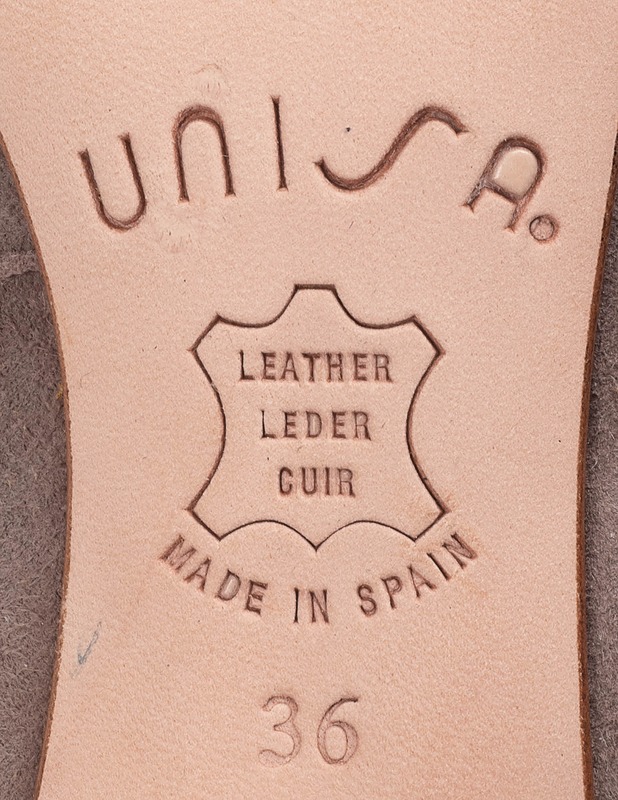 UNISA.
LEATHER
LEDER
CUIR
MADE IN SPAIN
36